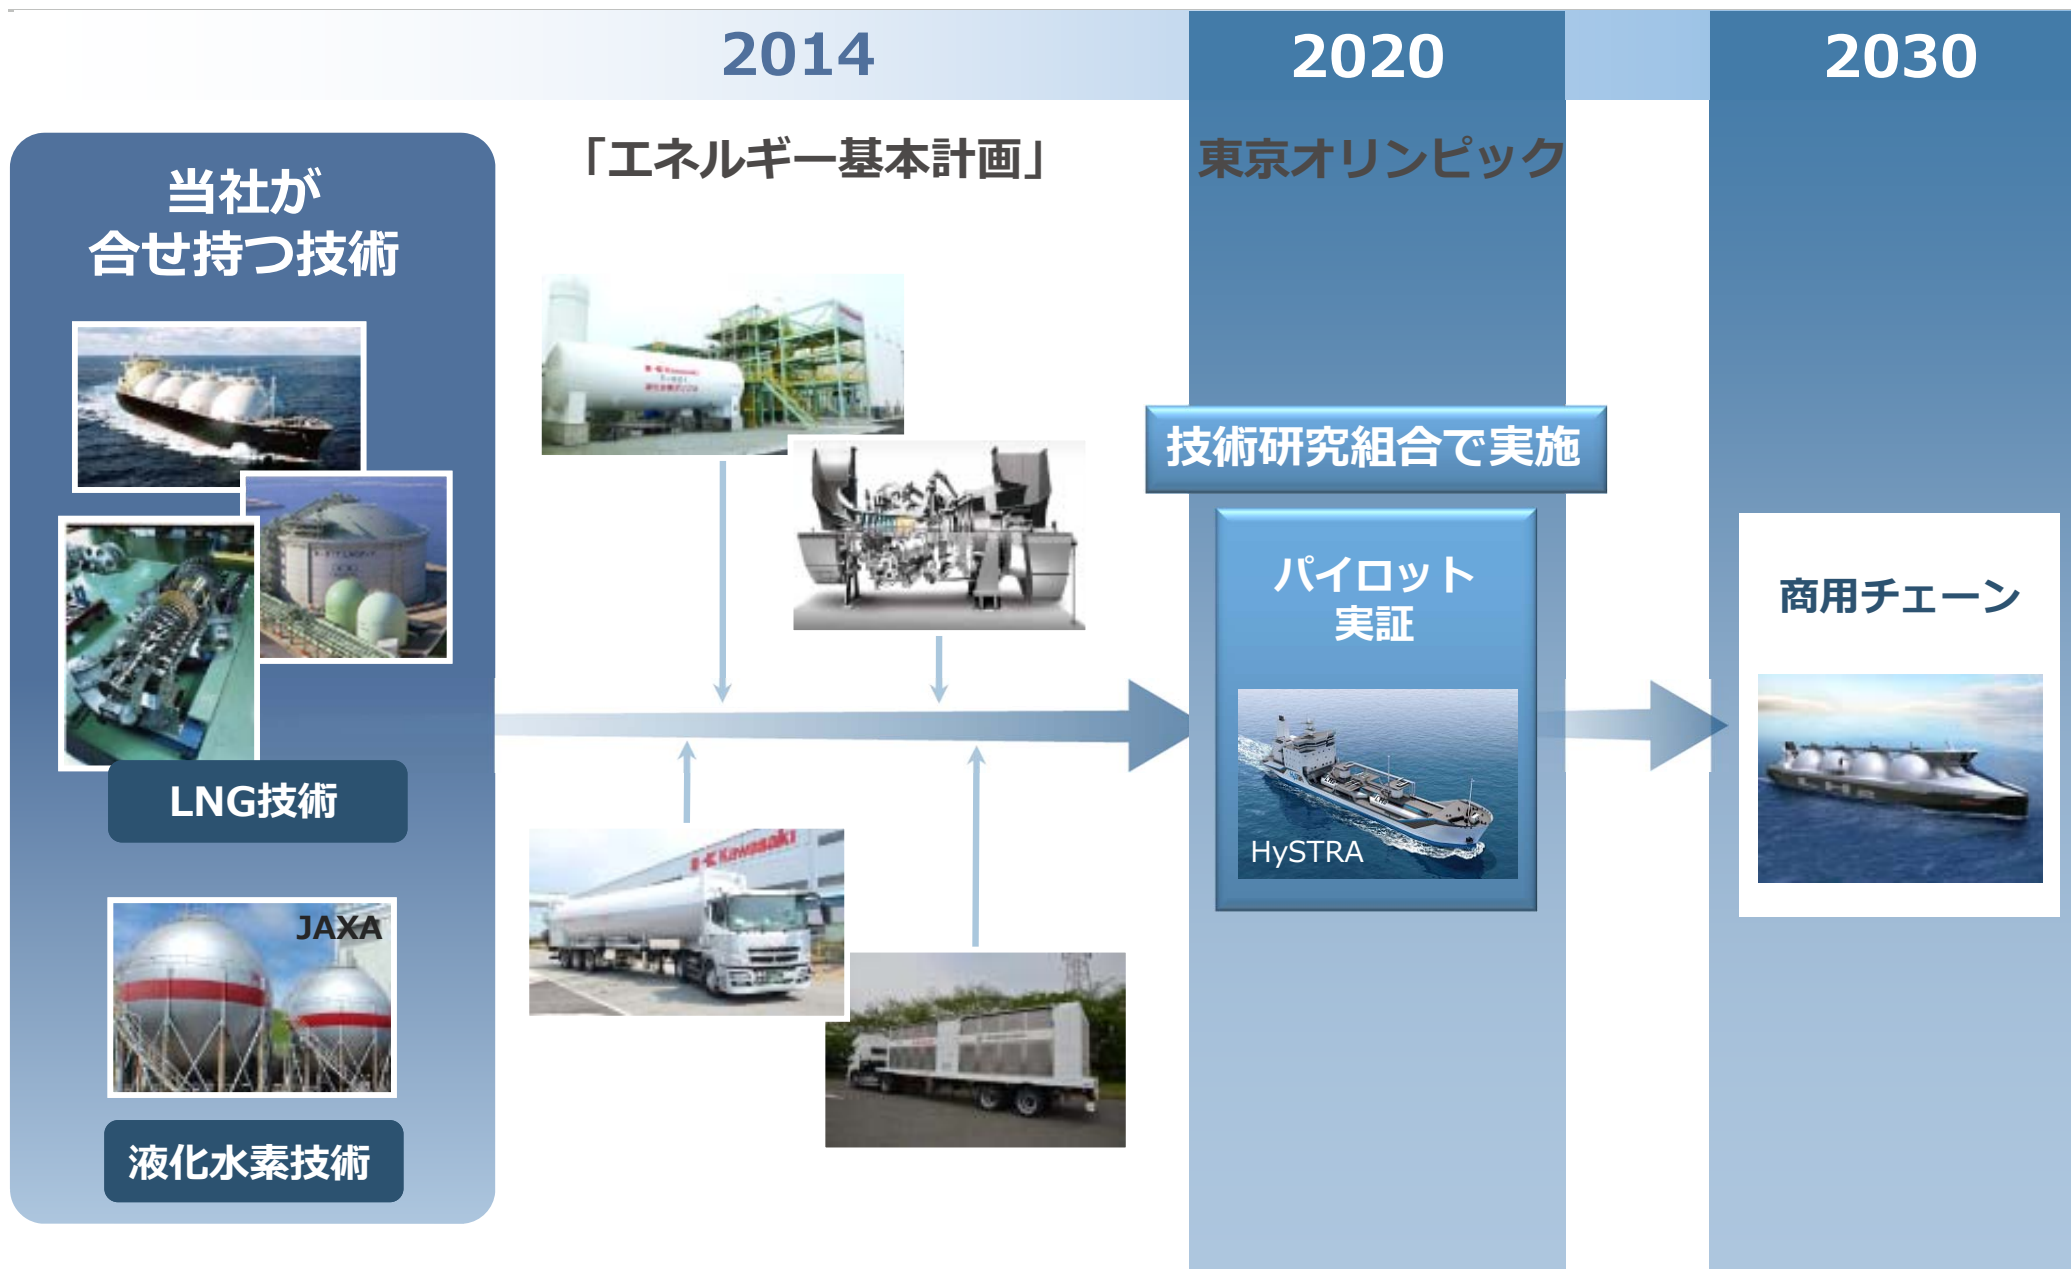 2014
2020
2030
当社が
合せ持つ技術
「エネルギー基本計画」
東京オリンピック
Kawasaki
技術研究組合で実施
パイロット
実証
HySTRA
商用チェーン
LH2
LNG技術
Kawasaki
JAXA
液化水素技術